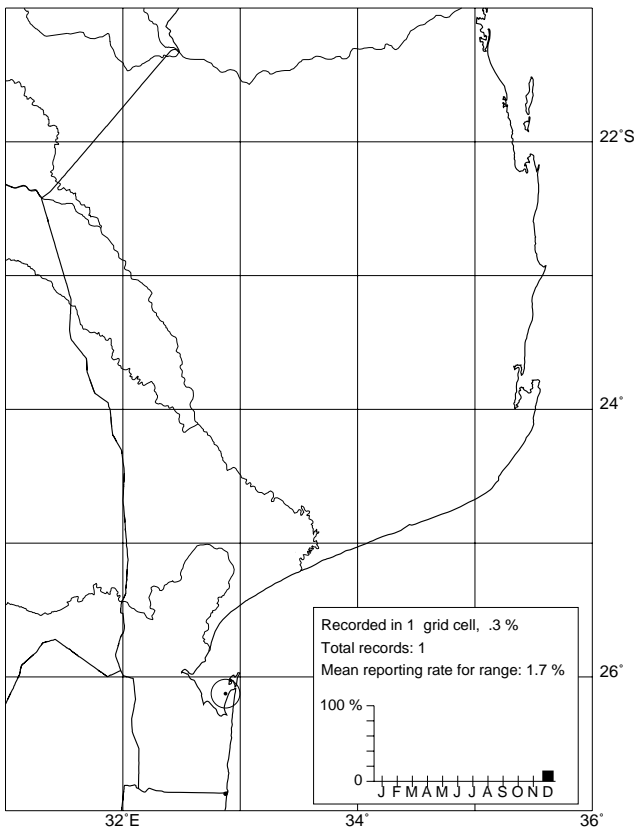 22°S
24°
Recorded in 1 grid cell, .3 %
Total records: 1
Mean reporting rate for range: 1.7 %
26°
100 %
0
J F M A M J J A S O N D
32°E
34°
36°